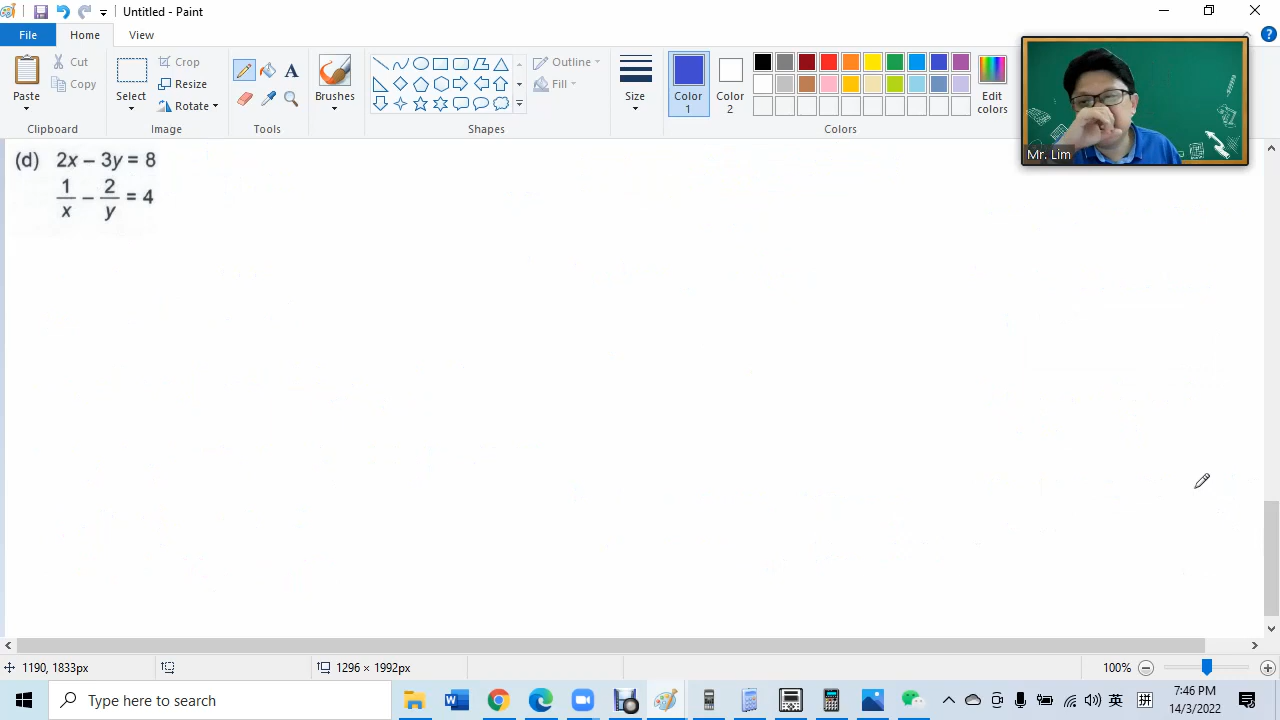 Untitled - Paint
File
Home
View
Paste
Cut
Copy
Clipboard
Select
Crop
Resize
Rotate
Image
Tools
Brushes
Outline
Fill
Shapes
Size
Color
1
Color
2
Edit
colors
Colors
Mr. Lim
(d) 2x – 3y = 8
1/x – 2/y = 4
1190, 1833px
1296 × 1992px
100%
Type here to search
英
拼
7:46 PM
14/3/2022